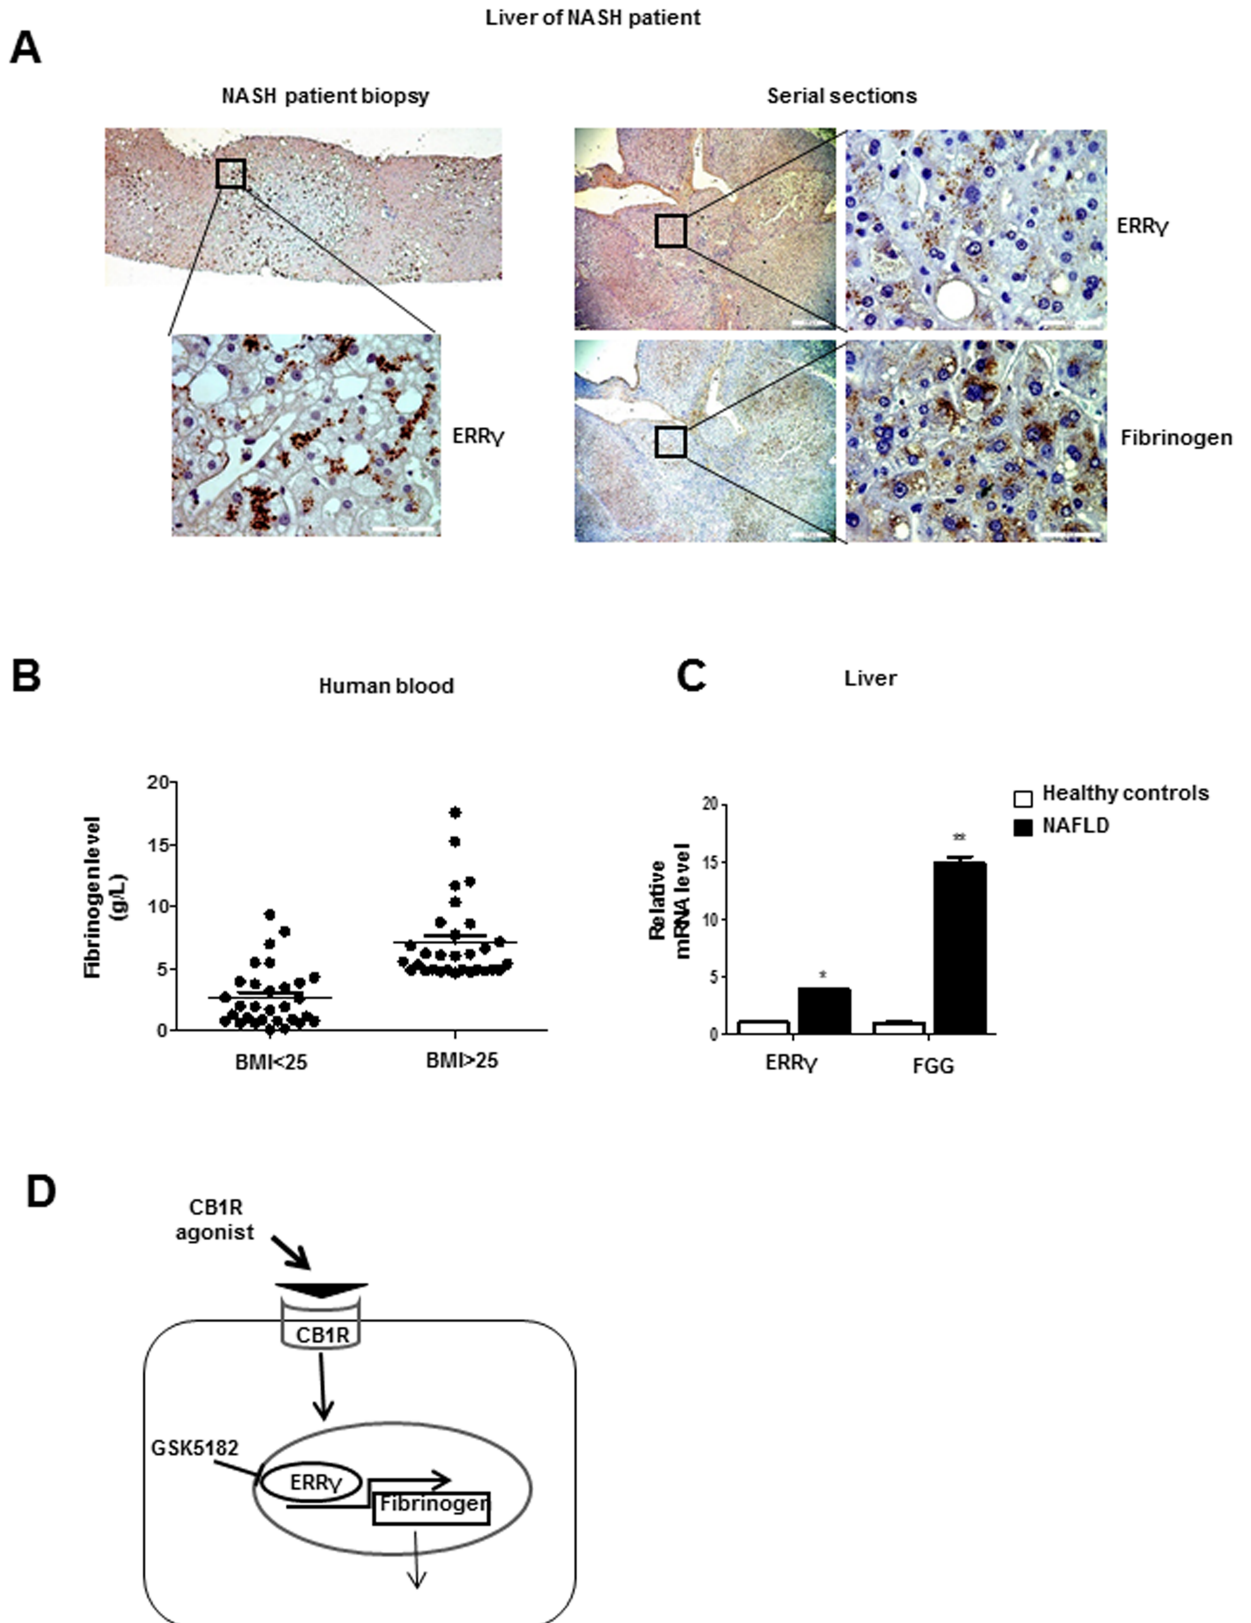 Liver of NASH patient
A
NASH patient biopsy
Serial sections
ERRγ
ERRγ
Fibrinogen
B
Human blood
Fibrinogen level
(g/L)
20
15
10
5
0
BMI<25
BMI>25
C
Liver
Relative
mRNA level
20
15
10
5
0
*
**
ERRγ
FGG
Healthy controls
NAFLD
D
CB1R
agonist
CB1R
GSK5182
ERRγ
Fibrinogen